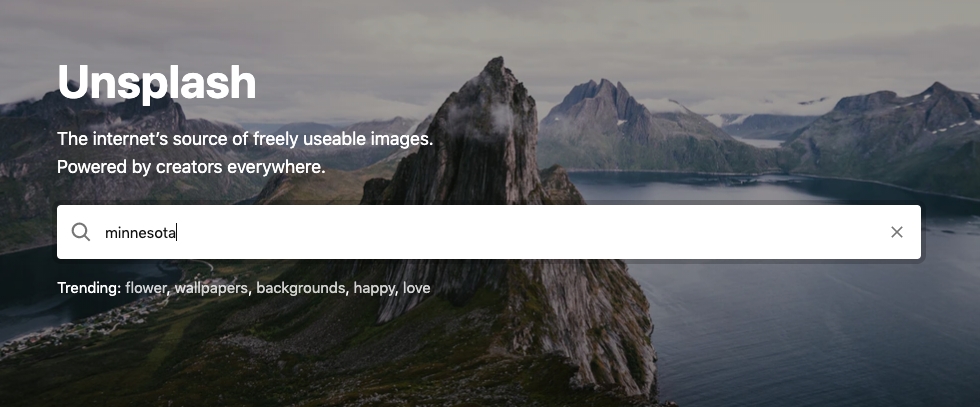 Unsplash
The internet’s source of freely useable images.
Powered by creators everywhere.
minnesota
Trending: flower, wallpapers, backgrounds, happy, love